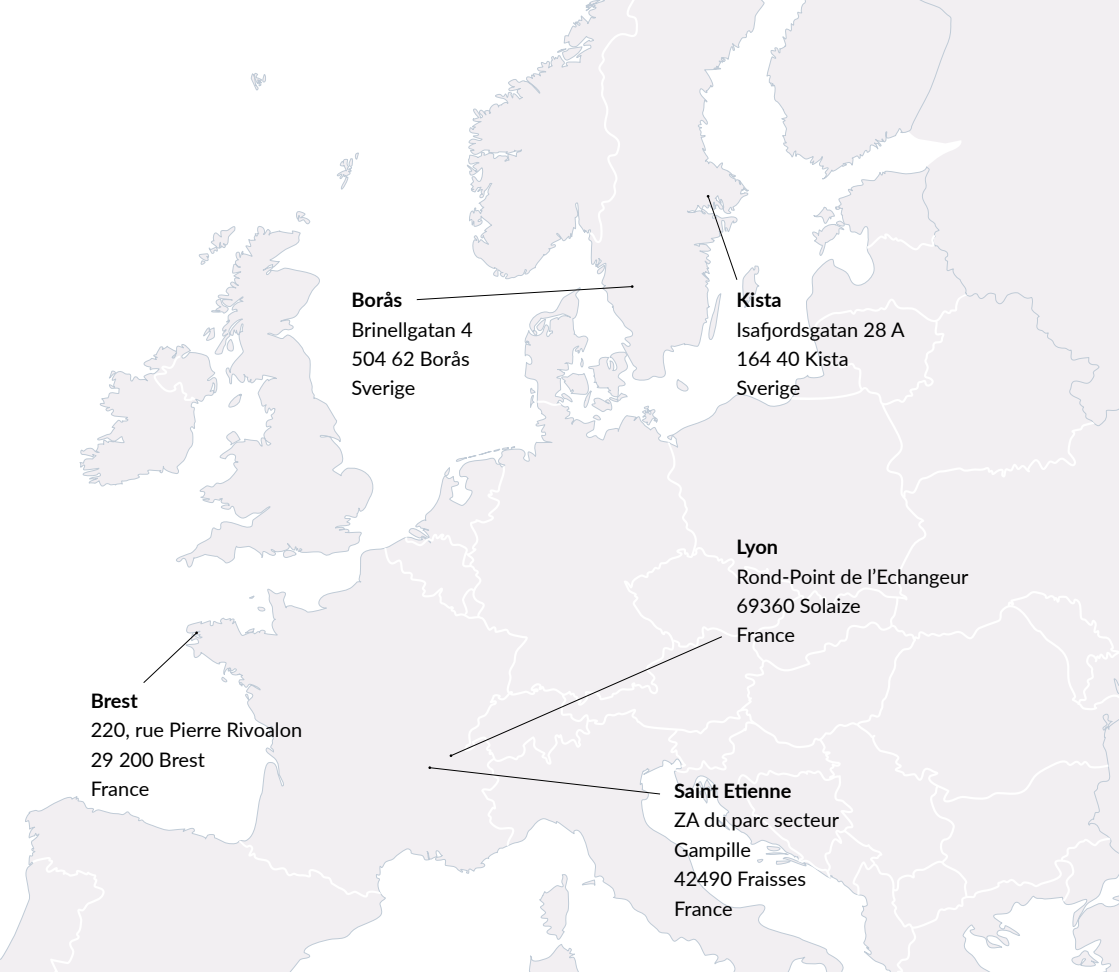 Borås
Brinellgatan 4
504 62 Borås
Sverige
Kista
Isafjordsgatan 28 A
164 40 Kista
Sverige
Lyon
Rond-Point de l’Echangeur
69360 Solaize
France
Brest
220, rue Pierre Rivoalon
29 200 Brest
France
Saint Etienne
ZA du parc secteur
Gampille
42490 Fraisses
France